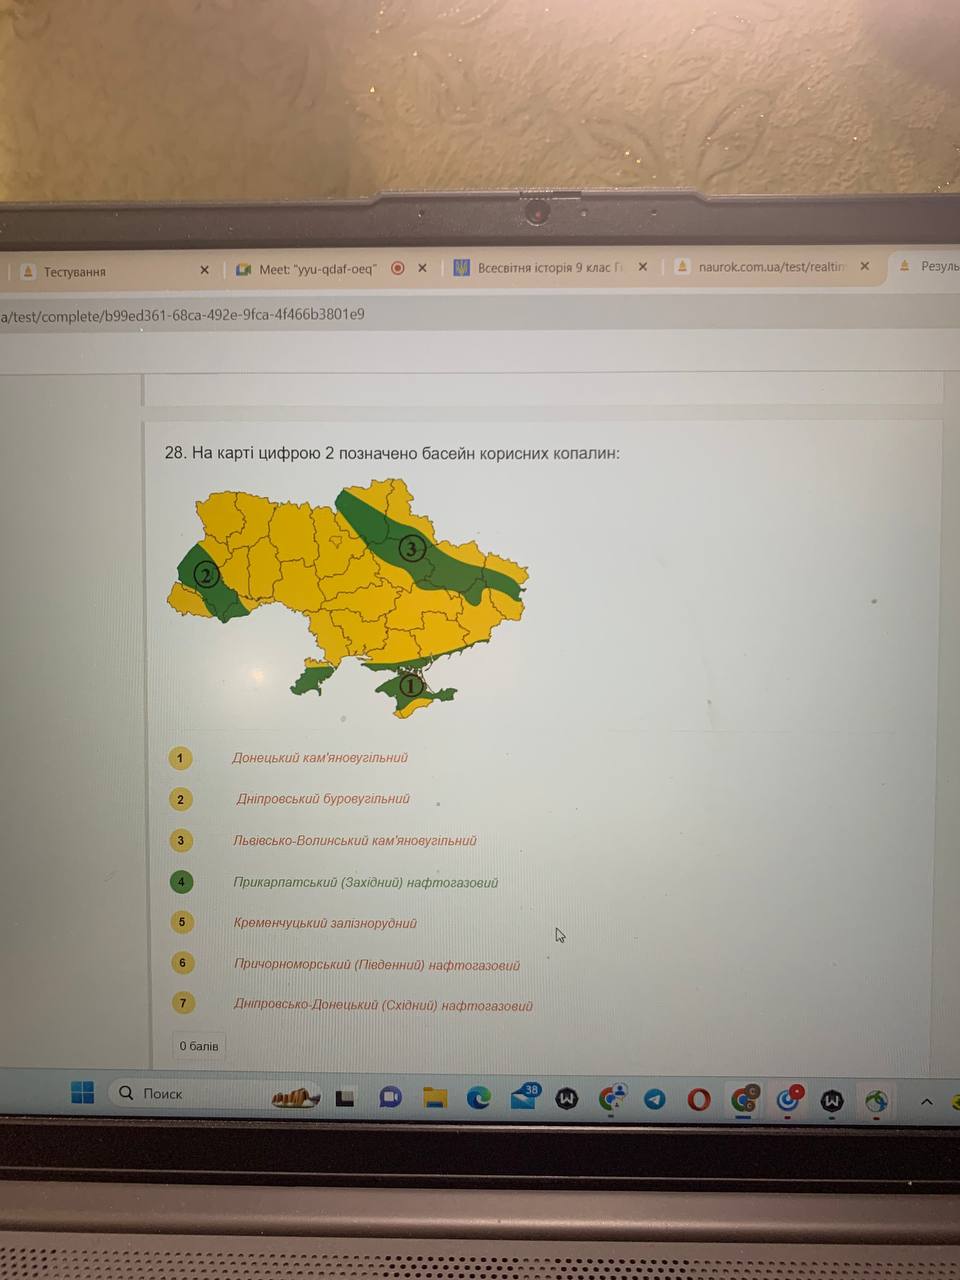 Тестування
Meet: "yyu-qdaf-oeq"
Всесвітня історія 9 клас Г
naurok.com.ua/test/realtin
Резуль
a/test/complete/b99ed361-68ca-492e-9fca-4f466b3801e9
28. На карті цифрою 2 позначено басейн корисних копалин:
3
2
1
1 Донецький кам'яновугільний
2 Дніпровський буровугільний
3 Львівсько-Волинський кам'яновугільний
4 Прикарпатський (Західний) нафтогазовий
5 Кременчуцький залізнорудний
6 Причорноморський (Південний) нафтогазовий
7 Дніпровсько-Донецький (Східний) нафтогазовий
0 балів
Поиск
38